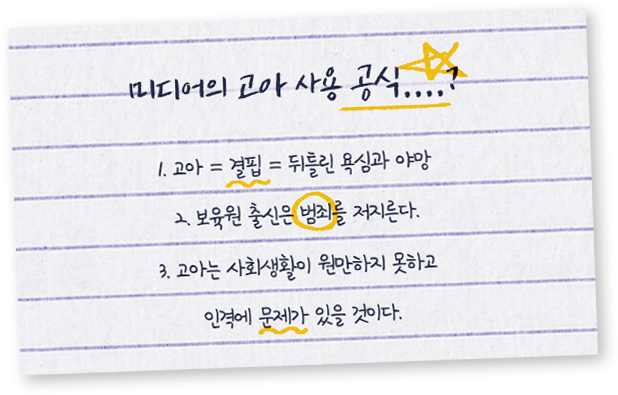 미디어의 고아 사용 공식....?
1. 고아 = 결핍 = 뒤틀린 욕심과 야망
2. 보육원 출신은 범죄를 저지른다.
3. 고아는 사회생활이 원만하지 못하고
인격에 문제가 있을 것이다.